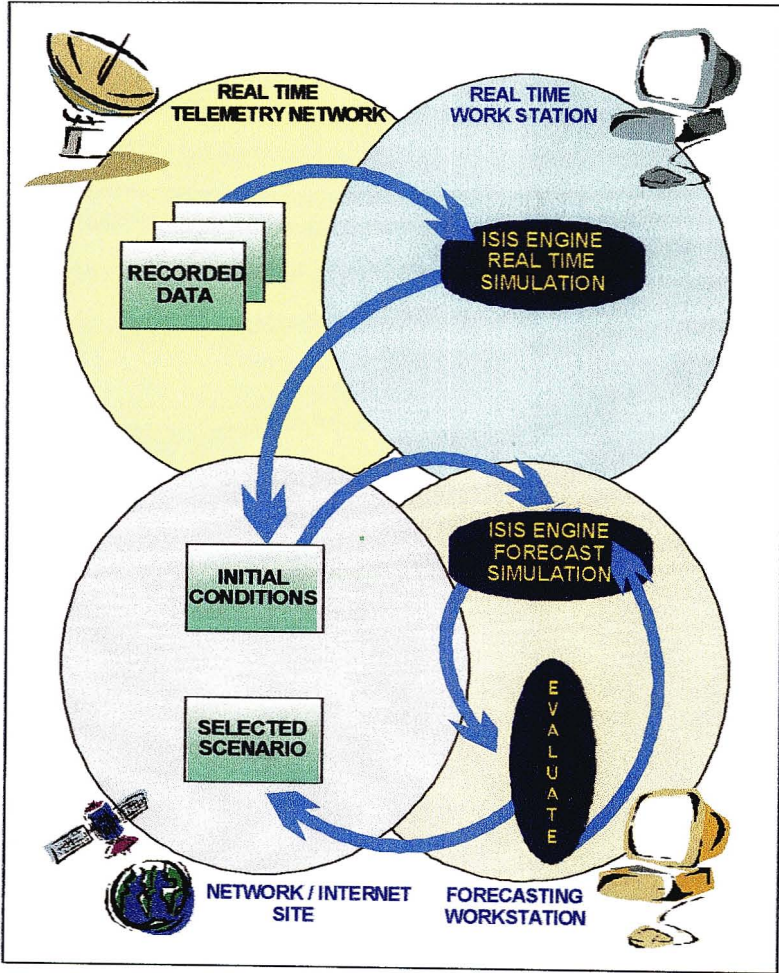 REAL TIME
TELEMETRY NETWORK
REAL TIME
WORK STATION
RECORDED
DATA
ISIS ENGINE
REAL TIME
SIMULATION
INITIAL
CONDITIONS
ISIS ENGINE
FORECAST
SIMULATION
SELECTED
SCENARIO
EVALUATE
NETWORK / INTERNET
SITE
FORECASTING
WORKSTATION